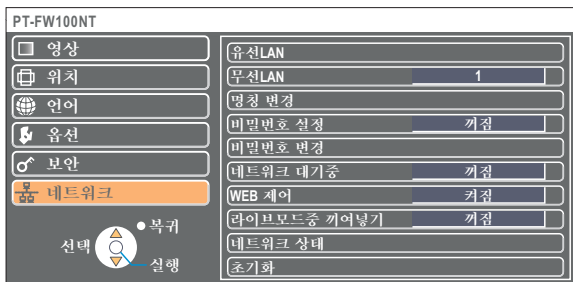 PT-FW100NT
영상
위치
언어
옵션
보안
네트워크
선택
복귀
실행
유선LAN
무선LAN 1
명칭 변경
비밀번호 설정 꺼짐
비밀번호 변경
네트워크 대기중 꺼짐
WEB 제어 켜짐
라이브모드중 끼여넣기 꺼짐
네트워크 상태
초기화